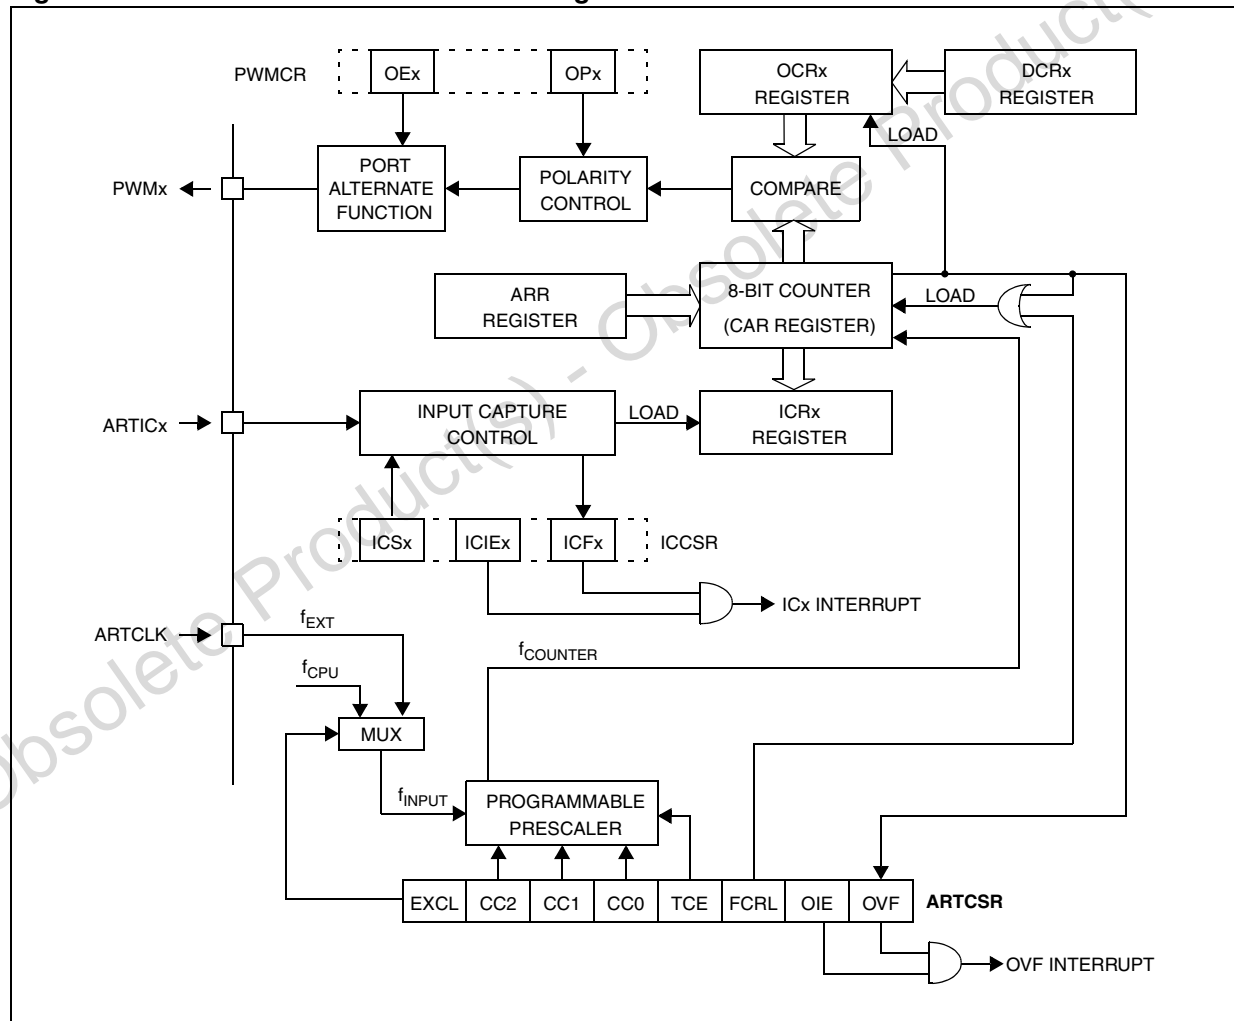 PWMCR
OEx
OPx
OCRx
REGISTER
DCRx
REGISTER
LOAD
PWMx
PORT
ALTERNATE
FUNCTION
POLARITY
CONTROL
COMPARE
ARR
REGISTER
8-BIT COUNTER
(CAR REGISTER)
LOAD
ARTICx
INPUT CAPTURE
CONTROL
LOAD
ICRx
REGISTER
ICSx
ICIEx
ICFx
ICCSR
ICx INTERRUPT
ARTCLK
fEXT
fCPU
fCOUNTER
MUX
fINPUT
PROGRAMMABLE
PRESCALER
EXCL
CC2
CC1
CC0
TCE
FCRL
OIE
OVF
ARTCSR
OVF INTERRUPT
Obsolete Product(s) - Obsolete Product(